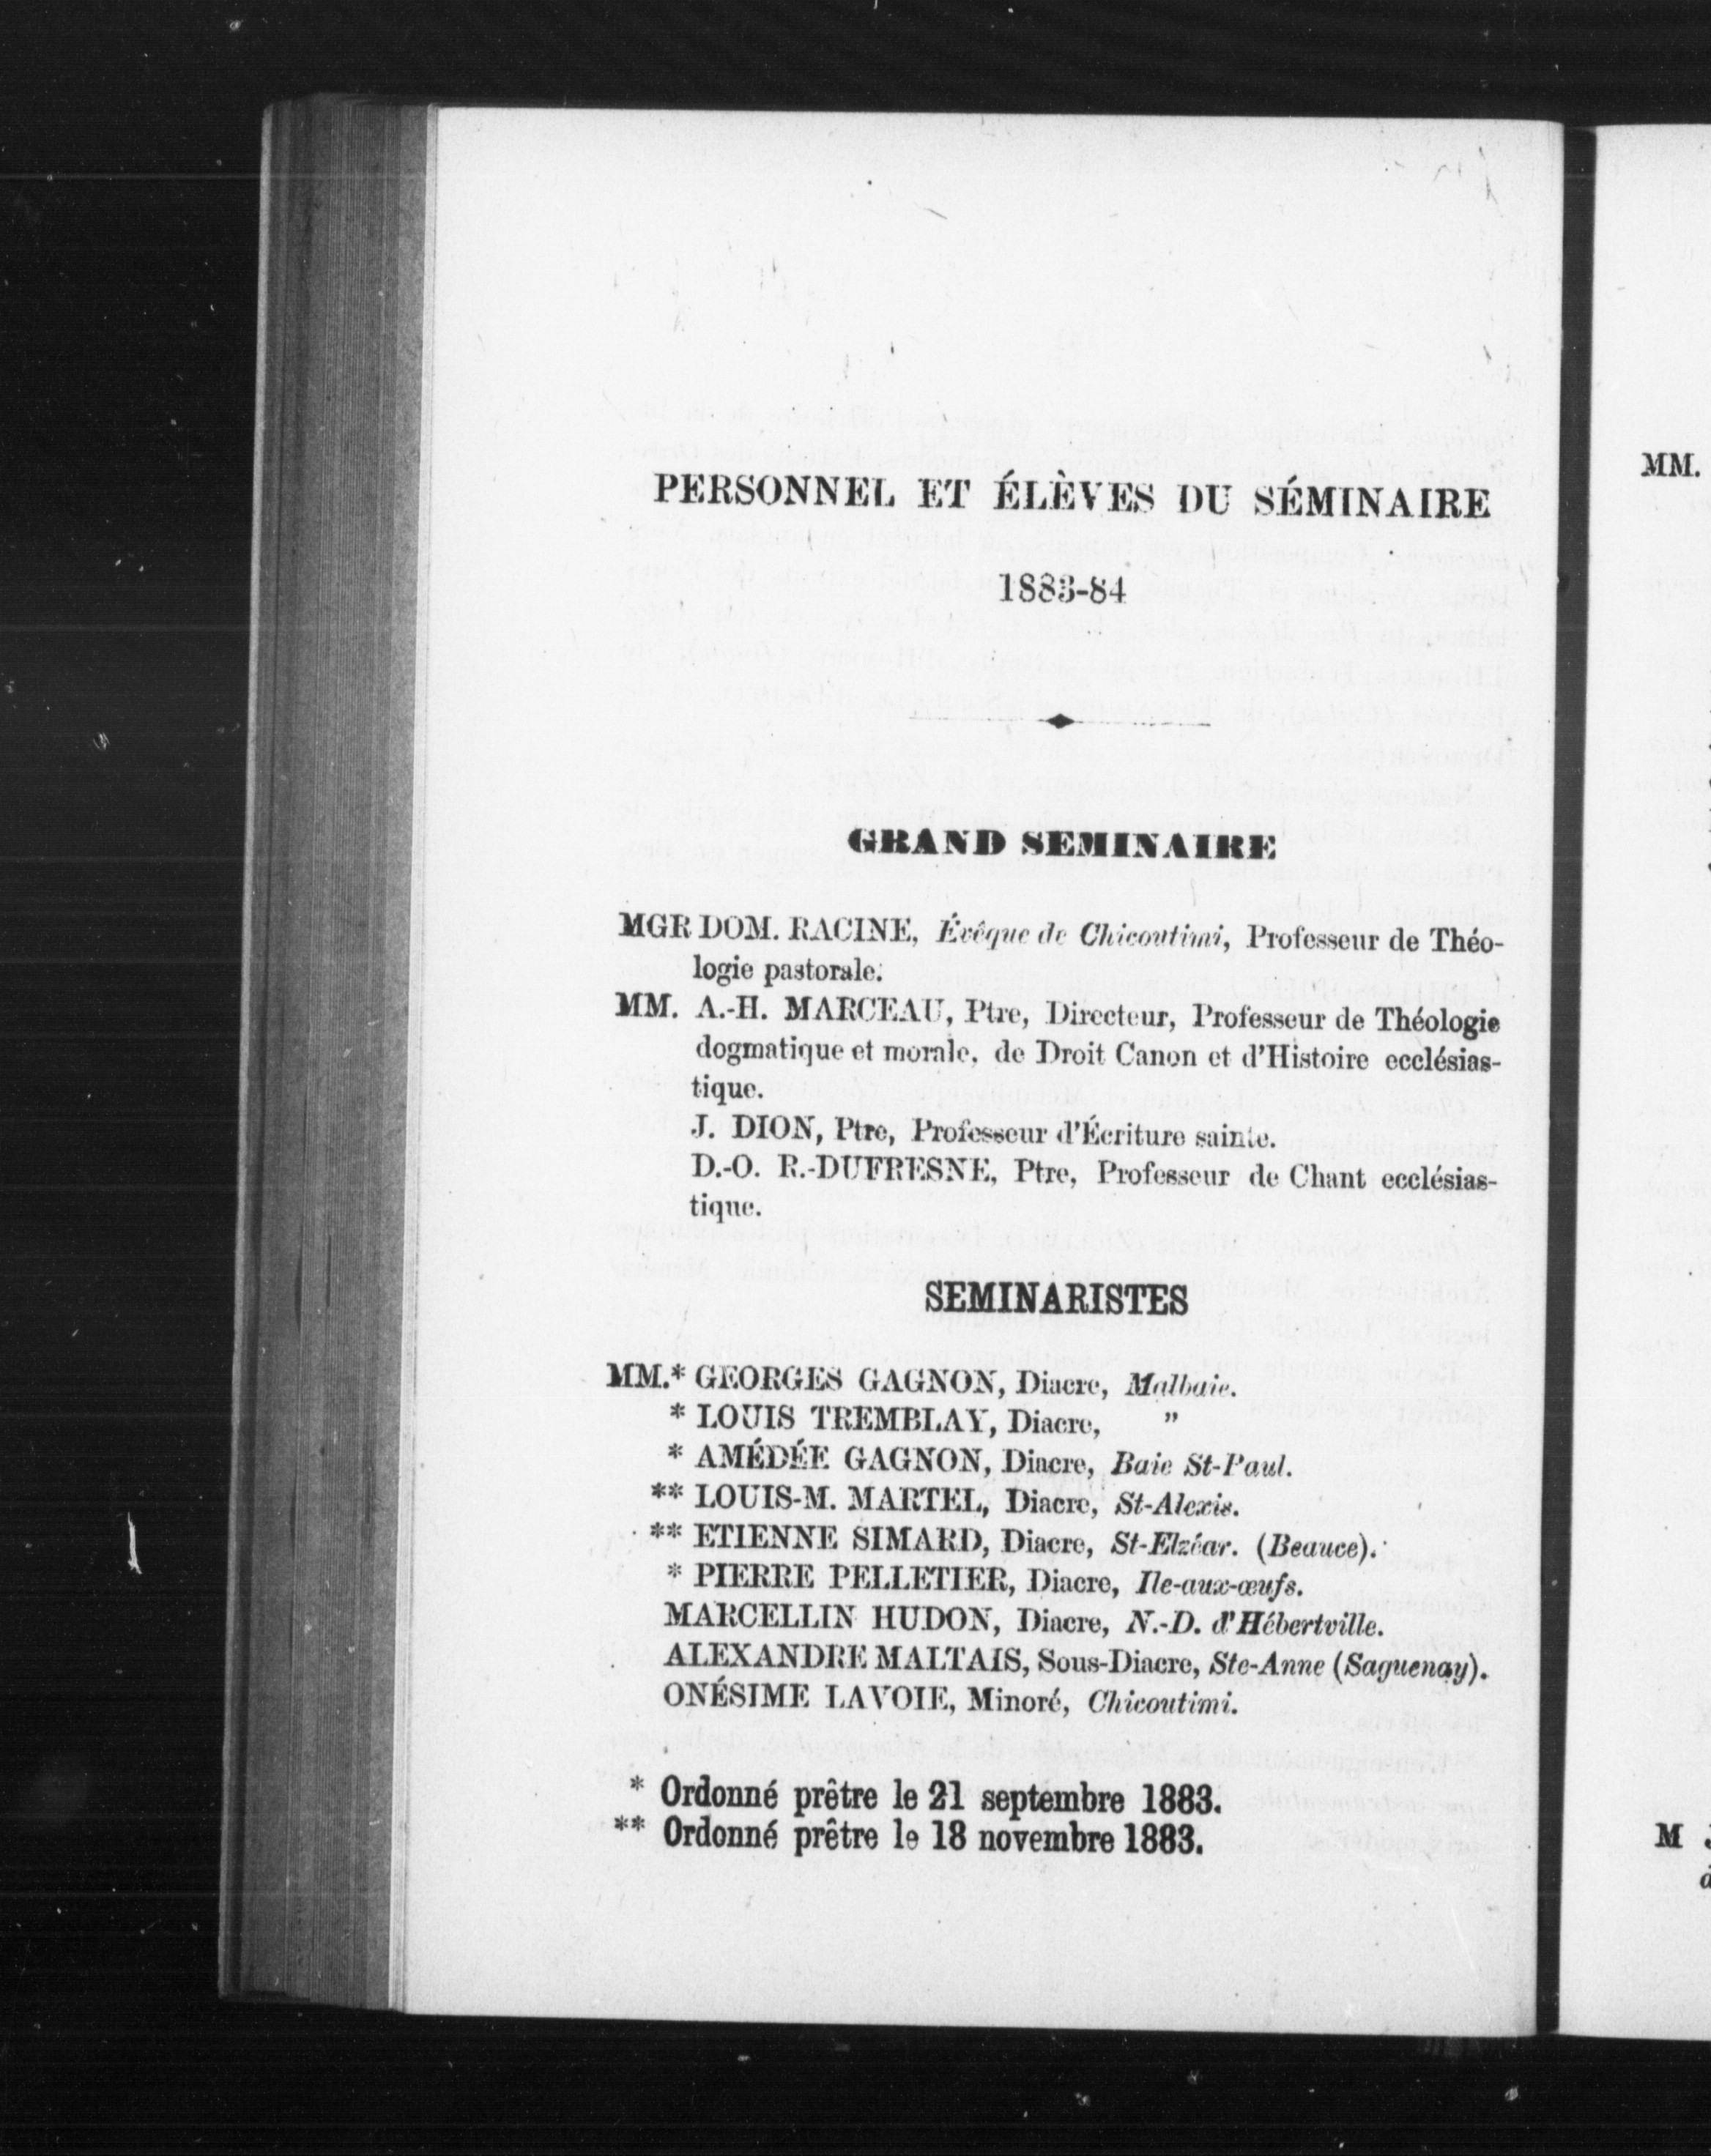 PERSONNEL ET ÉLÈVES DU SÉMINAIRE
1883-84
GRAND SEMINAIRE
MGR DOM. RACINE, Évêque de Chicoutimi, Professeur de Théo-
logie pastorale.
MM. A.-H. MARCEAU, Ptre, Directeur, Professeur de Théologie
dogmatique et morale, de Droit Canon et d'Histoire ecclésias-
tique.
J. DION, Ptre, Professeur d'Écriture sainte.
D.-O. R.-DUFRESNE, Ptre, Professeur de Chant ecclésias-
tique.
SEMINARISTES
MM.* GEORGES GAGNON, Diacre, Malbaie.
* LOUIS TREMBLAY, Diacre, "
* AMÉDÉE GAGNON, Diacre, Baie St-Paul.
** LOUIS-M. MARTEL, Diacre, St-Alexis.
** ETIENNE SIMARD, Diacre, St-Elzéar. (Beauce).
* PIERRE PELLETIER, Diacre, Ile-aux-œufs.
MARCELLIN HUDON, Diacre, N.-D. d'Hébertville.
ALEXANDRE MALTAIS, Sous-Diacre, Ste-Anne (Saguenay).
ONÉSIME LAVOIE, Minoré, Chicoutimi.
* Ordonné prêtre le 21 septembre 1883.
** Ordonné prêtre le 18 novembre 1883.
MM.
M